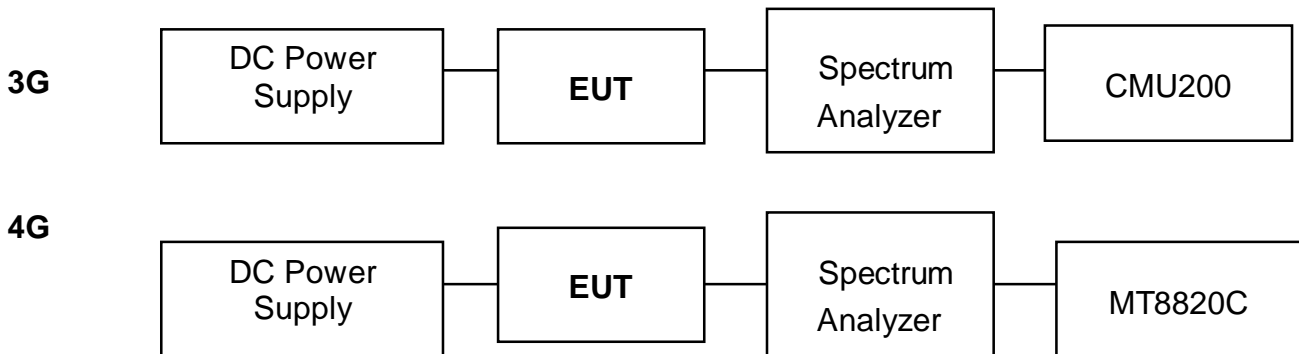 3G
DC Power
Supply
EUT
Spectrum
Analyzer
CMU200
4G
DC Power
Supply
EUT
Spectrum
Analyzer
MT8820C